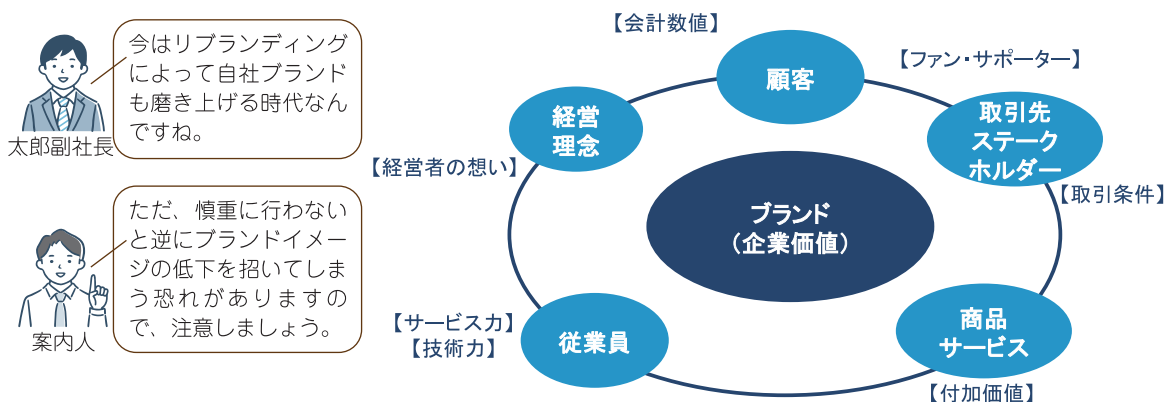 今はリブランディング
によって自社ブランド
も磨き上げる時代なん
ですね。
太郎副社長
ただ、慎重に行わない
と逆にブランドイメー
ジの低下を招いてしま
う恐れがありますの
で、注意しましょう。
案内人
【会計数値】
顧客
【ファン・サポーター】
経営
理念
取引先
ステーク
ホルダー
【経営者の想い】
【取引条件】
ブランド
（企業価値）
【サービス力】
【技術力】
従業員
商品
サービス
【付加価値】